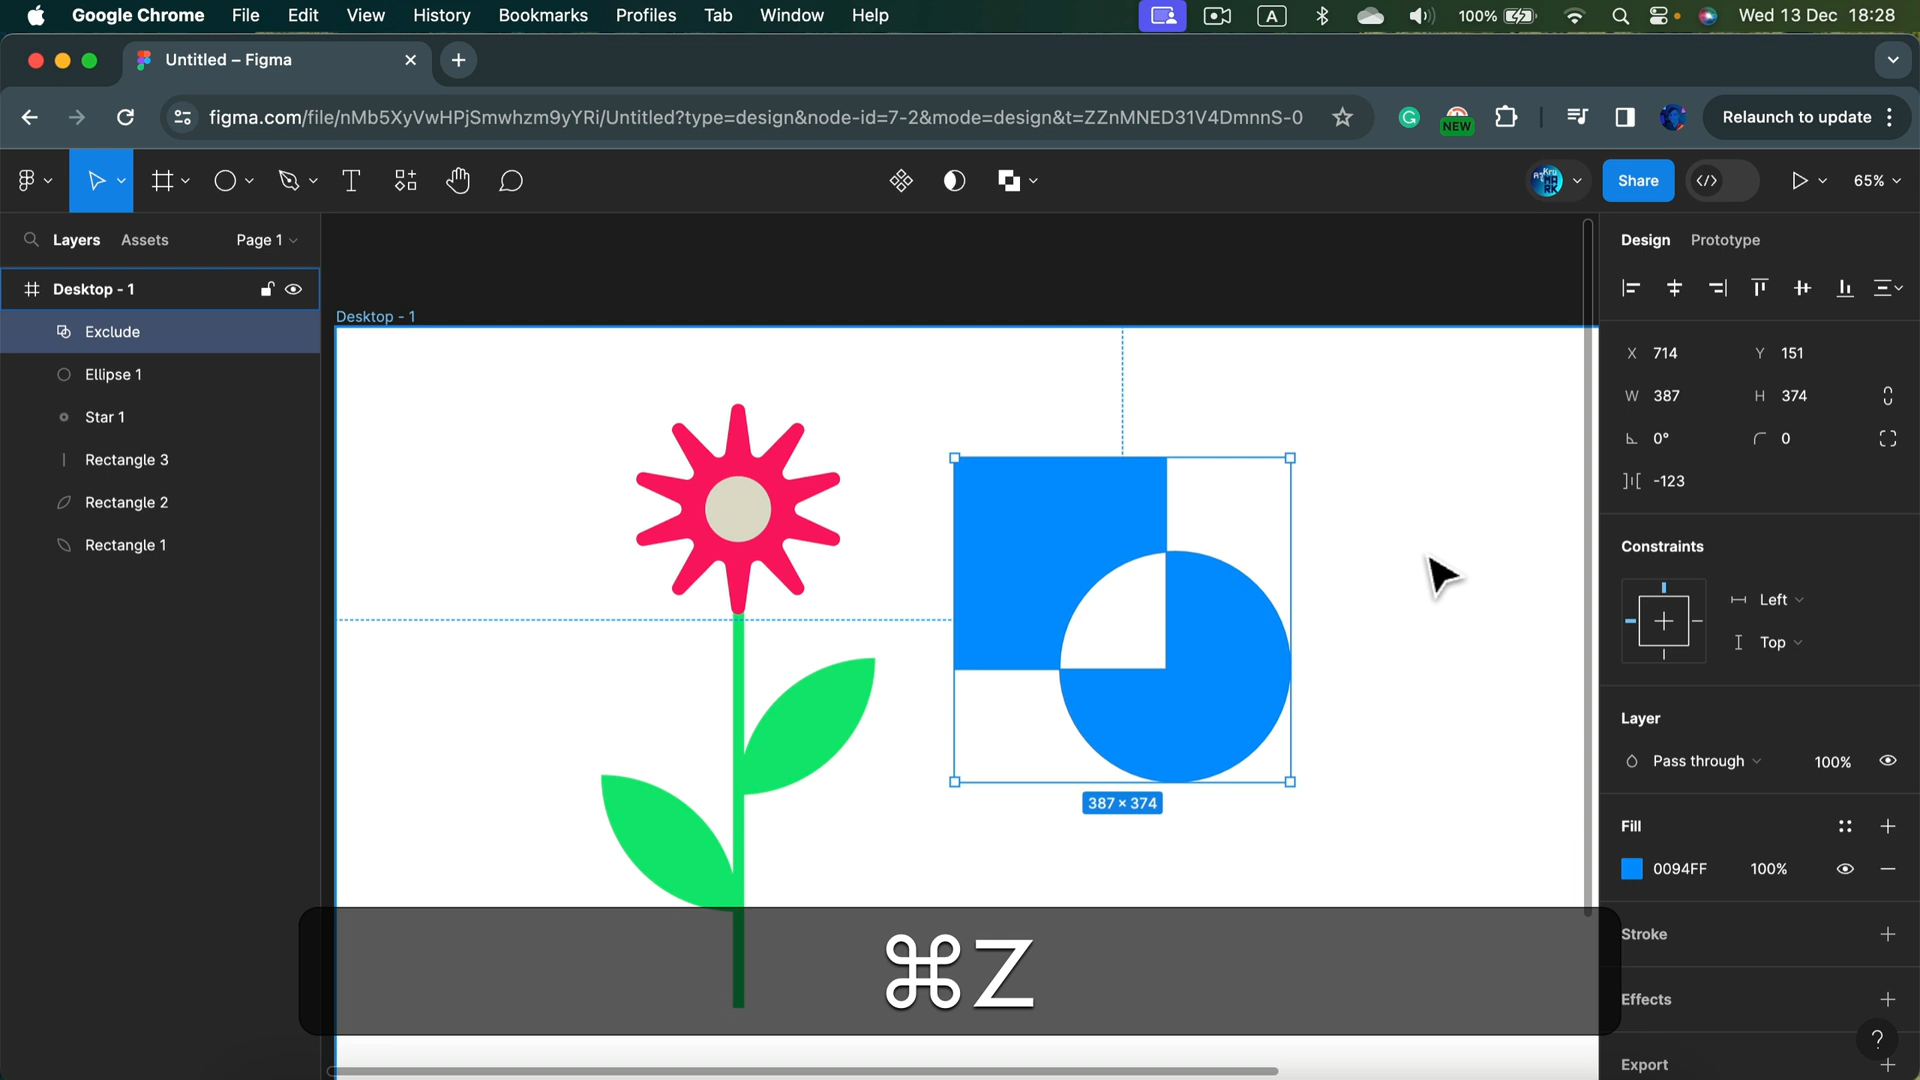 Google Chrome File Edit View History Bookmarks Profiles Tab Window Help A 100% Wed 13 Dec 18:28
Untitled – Figma
figma.com/file/nMb5XyVwHPjSmwhzm9yYRi/Untitled?type=design&node-id=7-2&mode=design&t=ZZnMNED31V4DmnnS-0 NEW Relaunch to update
Share 65%
Layers Assets Page 1
Design Prototype
Desktop - 1
Exclude
Ellipse 1
Star 1
Rectangle 3
Rectangle 2
Rectangle 1
Desktop - 1
387 × 374
⌘Z
X 714 Y 151
W 387 H 374
0° 0
-123
Constraints
Left
Top
Layer
Pass through 100%
Fill
0094FF 100%
Stroke
Effects
Export
?